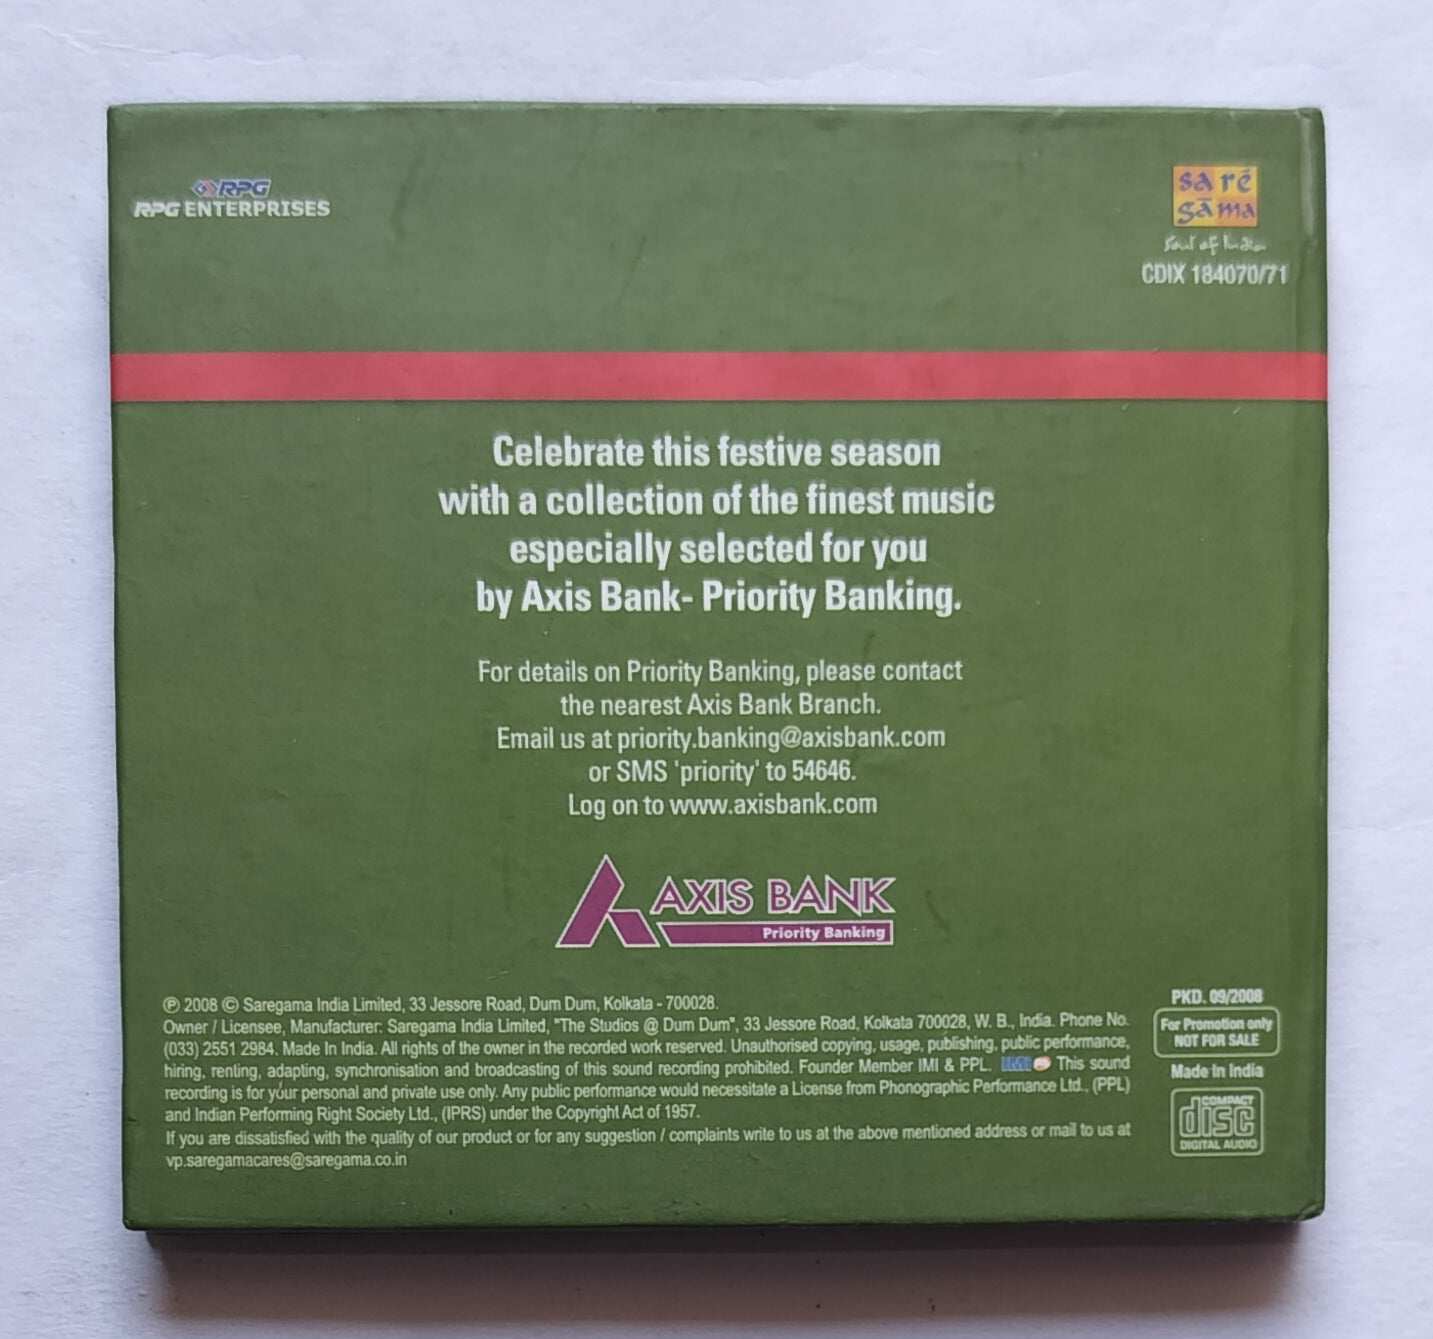 RPG
RPG ENTERPRISES
sa rē
gā ma
Soul of India
CDIX 184070/71
Celebrate this festive season
with a collection of the finest music
especially selected for you
by Axis Bank- Priority Banking.
For details on Priority Banking, please contact
the nearest Axis Bank Branch.
Email us at priority.banking@axisbank.com
or SMS 'priority' to 54646.
Log on to www.axisbank.com
AXIS BANK
Priority Banking
℗ 2008 © Saregama India Limited, 33 Jessore Road, Dum Dum, Kolkata - 700028.
Owner / Licensee, Manufacturer: Saregama India Limited, "The Studios @ Dum Dum", 33 Jessore Road, Kolkata 700028, W. B., India. Phone No.
(033) 2551 2984. Made In India. All rights of the owner in the recorded work reserved. Unauthorised copying, usage, publishing, public performance,
hiring, renting, adapting, synchronisation and broadcasting of this sound recording prohibited. Founder Member IMI & PPL. IMI This sound
recording is for your personal and private use only. Any public performance would necessitate a License from Phonographic Performance Ltd., (PPL)
and Indian Performing Right Society Ltd., (IPRS) under the Copyright Act of 1957.
If you are dissatisfied with the quality of our product or for any suggestion / complaints write to us at the above mentioned address or mail to us at
vp.saregamacares@saregama.co.in
PKD. 09/2008
For Promotion only
NOT FOR SALE
Made In India
COMPACT
disc
DIGITAL AUDIO